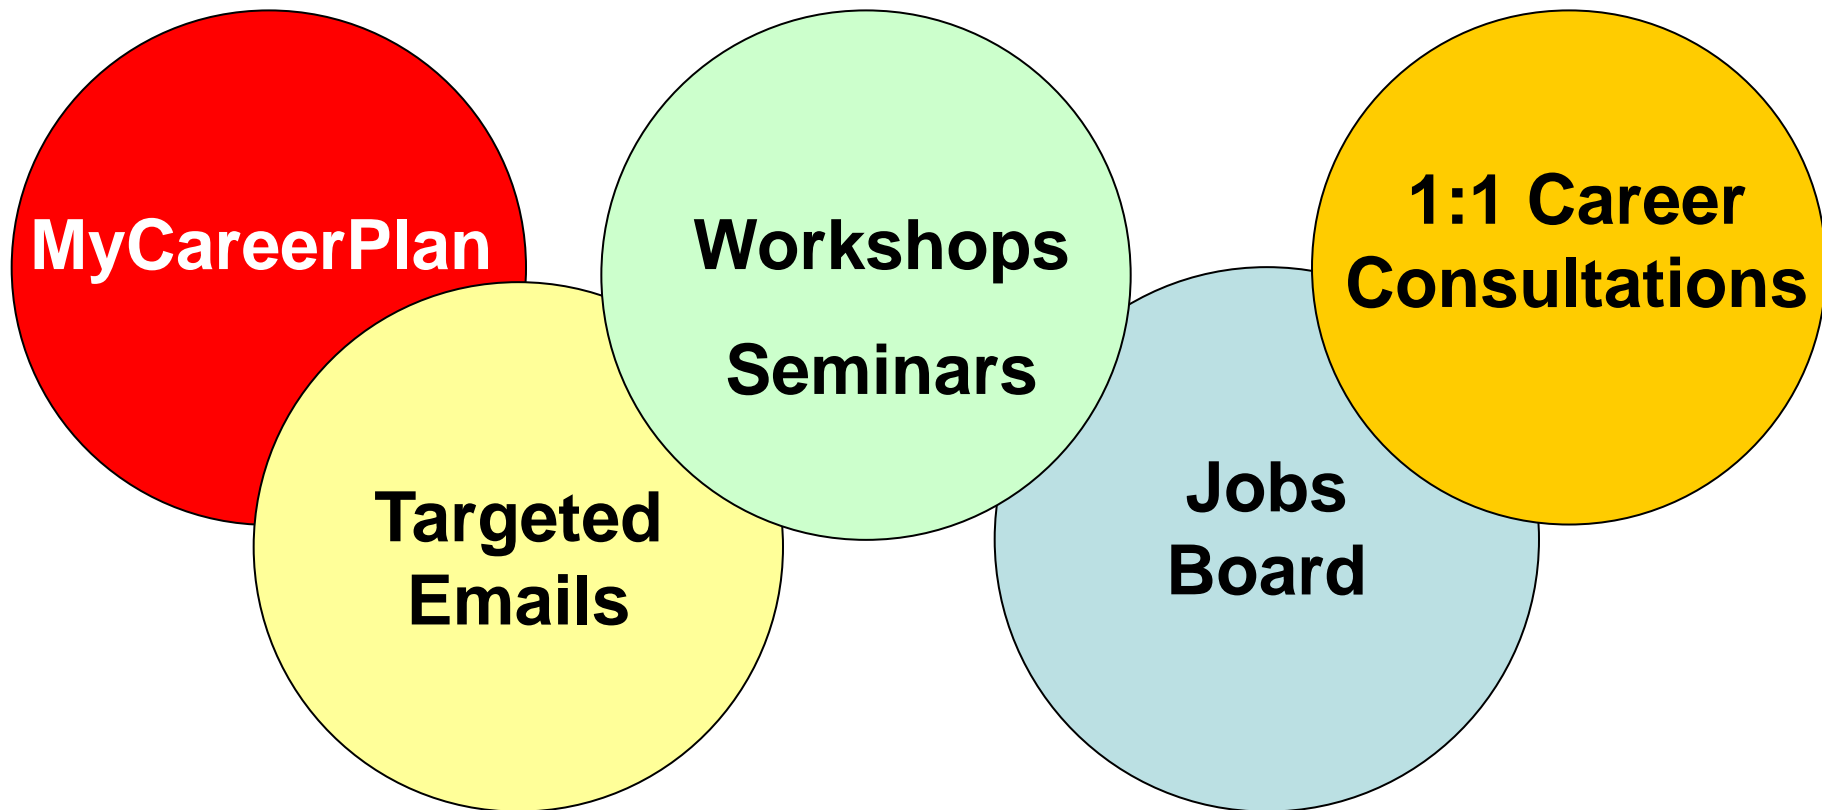 MyCareerPlan
Targeted
Emails
Workshops
Seminars
Jobs
Board
1:1 Career
Consultations